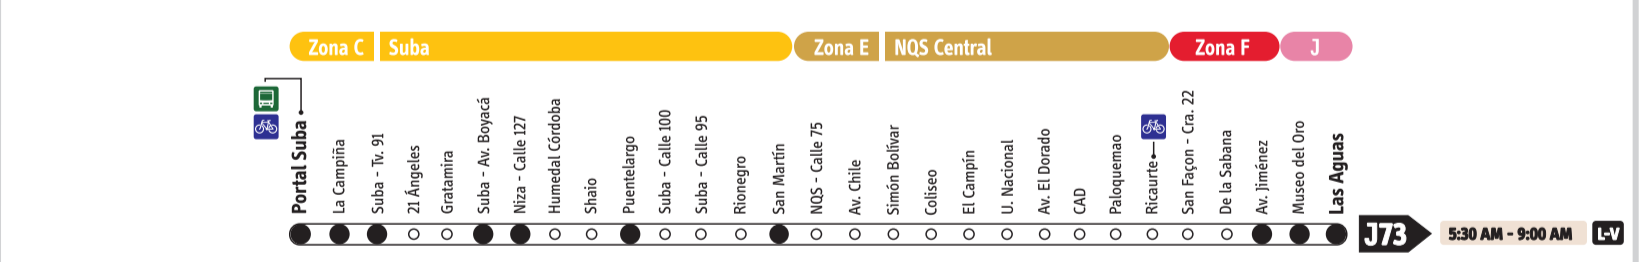 Zona C Suba Zona E NQS Central Zona F J
Portal Suba
La Campiña
Suba - Tv. 91
21 Ángeles
Gratamira
Suba - Av. Boyacá
Niza - Calle 127
Humedal Córdoba
Shaio
Puentelargo
Suba - Calle 100
Suba - Calle 95
Rionegro
San Martín
NQS - Calle 75
Av. Chile
Simón Bolívar
Coliseo
El Campín
U. Nacional
Av. El Dorado
CAD
Paloquemao
Ricaurte
San Façon - Cra. 22
De la Sabana
Av. Jiménez
Museo del Oro
Las Aguas
J73 5:30 AM - 9:00 AM L-V